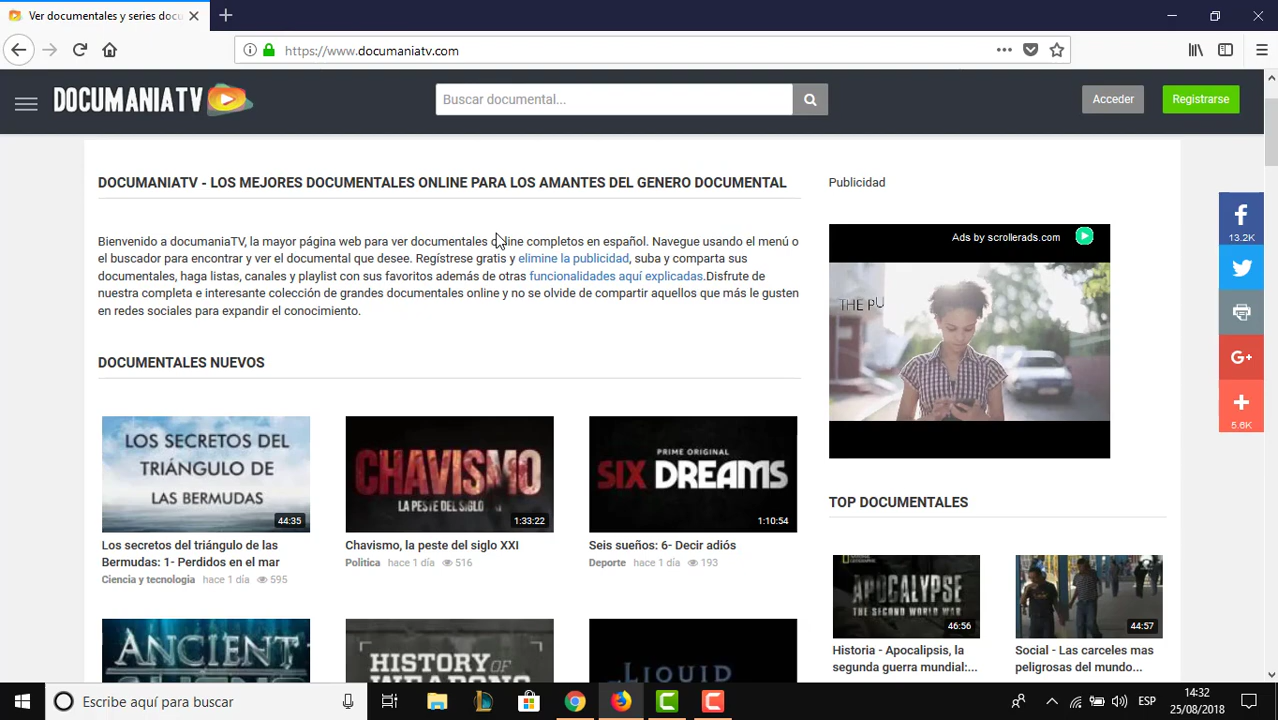 Ver documentales y series docu
https://www.documaniatv.com
DOCUMANIATV
Buscar documental...
Acceder
Registrarse
DOCUMANIATV - LOS MEJORES DOCUMENTALES ONLINE PARA LOS AMANTES DEL GENERO DOCUMENTAL
Bienvenido a documaniaTV, la mayor página web para ver documentales online completos en español. Navegue usando el menú o
el buscador para encontrar y ver el documental que desee. Regístrese gratis y elimine la publicidad, suba y comparta sus
documentales, haga listas, canales y playlist con sus favoritos además de otras funcionalidades aquí explicadas.Disfrute de
nuestra completa e interesante colección de grandes documentales online y no se olvide de compartir aquellos que más le gusten
en redes sociales para expandir el conocimiento.
Publicidad
Ads by scrollerads.com
THE PU
13.2K
G+
5.6K
DOCUMENTALES NUEVOS
LOS SECRETOS DEL
TRIÁNGULO DE
LAS BERMUDAS
44:35
Los secretos del triángulo de las
Bermudas: 1- Perdidos en el mar
Ciencia y tecnologia hace 1 día 595
CHAVISMO
LA PESTE DEL SIGLO
1:33:22
Chavismo, la peste del siglo XXI
Politica hace 1 día 516
PRIME ORIGINAL
SIX DREAMS
1:10:54
Seis sueños: 6- Decir adiós
Deporte hace 1 día 193
ANCIENT
HISTORY OF
WEAPONS
LIQUID
TOP DOCUMENTALES
APOCALYPSE
THE SECOND WORLD WAR
46:56
Historia - Apocalipsis, la
segunda guerra mundial:...
44:57
Social - Las carceles mas
peligrosas del mundo...
Escribe aquí para buscar
ESP
14:32
25/08/2018